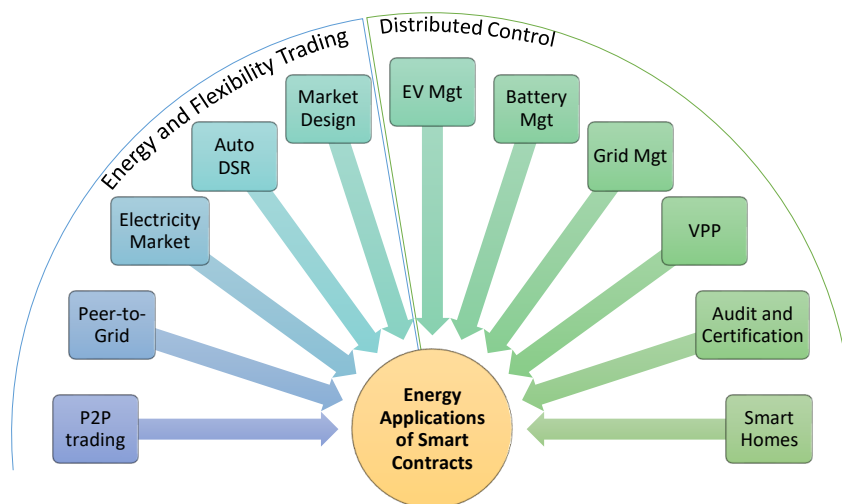 Energy and Flexibility Trading
Distributed Control
P2P
trading
Peer-to-
Grid
Electricity
Market
Auto
DSR
Market
Design
EV Mgt
Battery
Mgt
Grid Mgt
VPP
Audit and
Certification
Smart
Homes
Energy
Applications
of Smart
Contracts